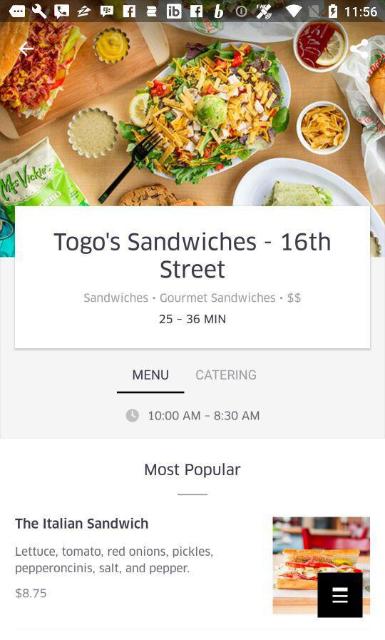 11:56
Miss Vickie's
Togo's Sandwiches - 16th
Street
Sandwiches • Gourmet Sandwiches • $$
25 – 36 MIN
MENU CATERING
10:00 AM – 8:30 AM
Most Popular
The Italian Sandwich
Lettuce, tomato, red onions, pickles,
pepperoncinis, salt, and pepper.
$8.75